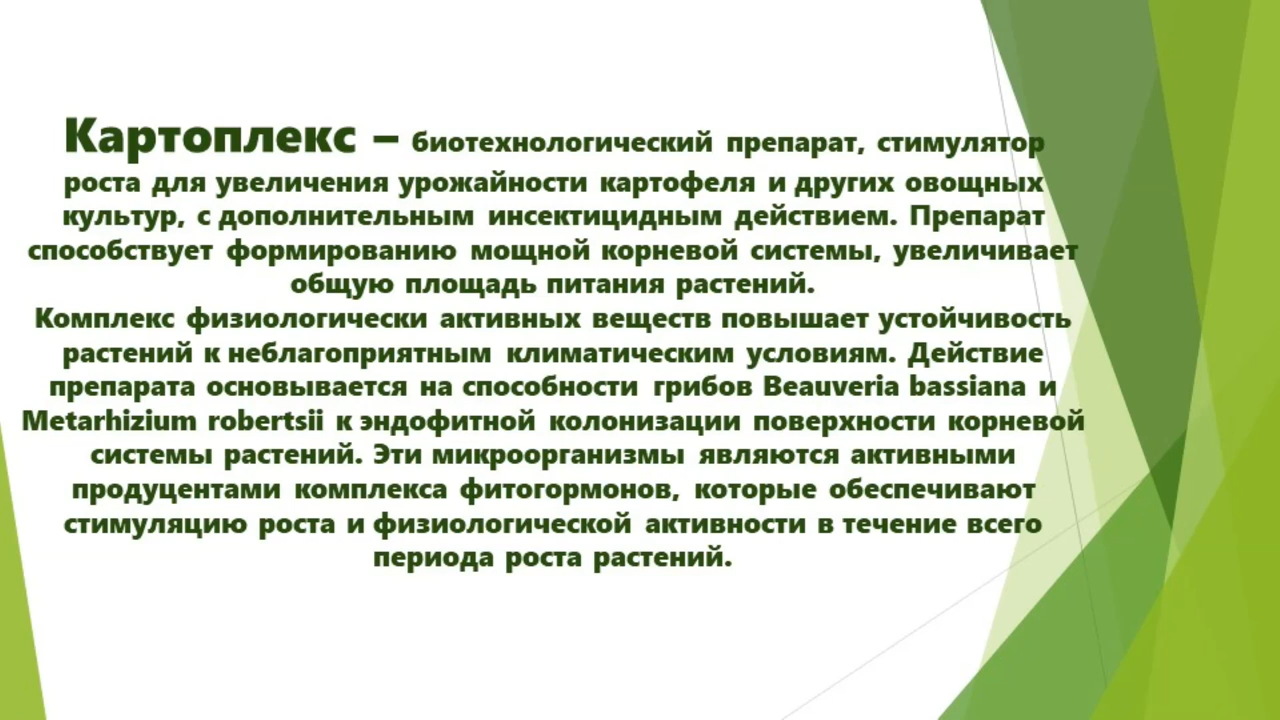 Картоплекс – биотехнологический препарат, стимулятор
роста для увеличения урожайности картофеля и других овощных
культур, с дополнительным инсектицидным действием. Препарат
способствует формированию мощной корневой системы, увеличивает
общую площадь питания растений.
Комплекс физиологически активных веществ повышает устойчивость
растений к неблагоприятным климатическим условиям. Действие
препарата основывается на способности грибов Beauveria bassiana и
Metarhizium robertsii к эндофитной колонизации поверхности корневой
системы растений. Эти микроорганизмы являются активными
продуцентами комплекса фитогормонов, которые обеспечивают
стимуляцию роста и физиологической активности в течение всего
периода роста растений.